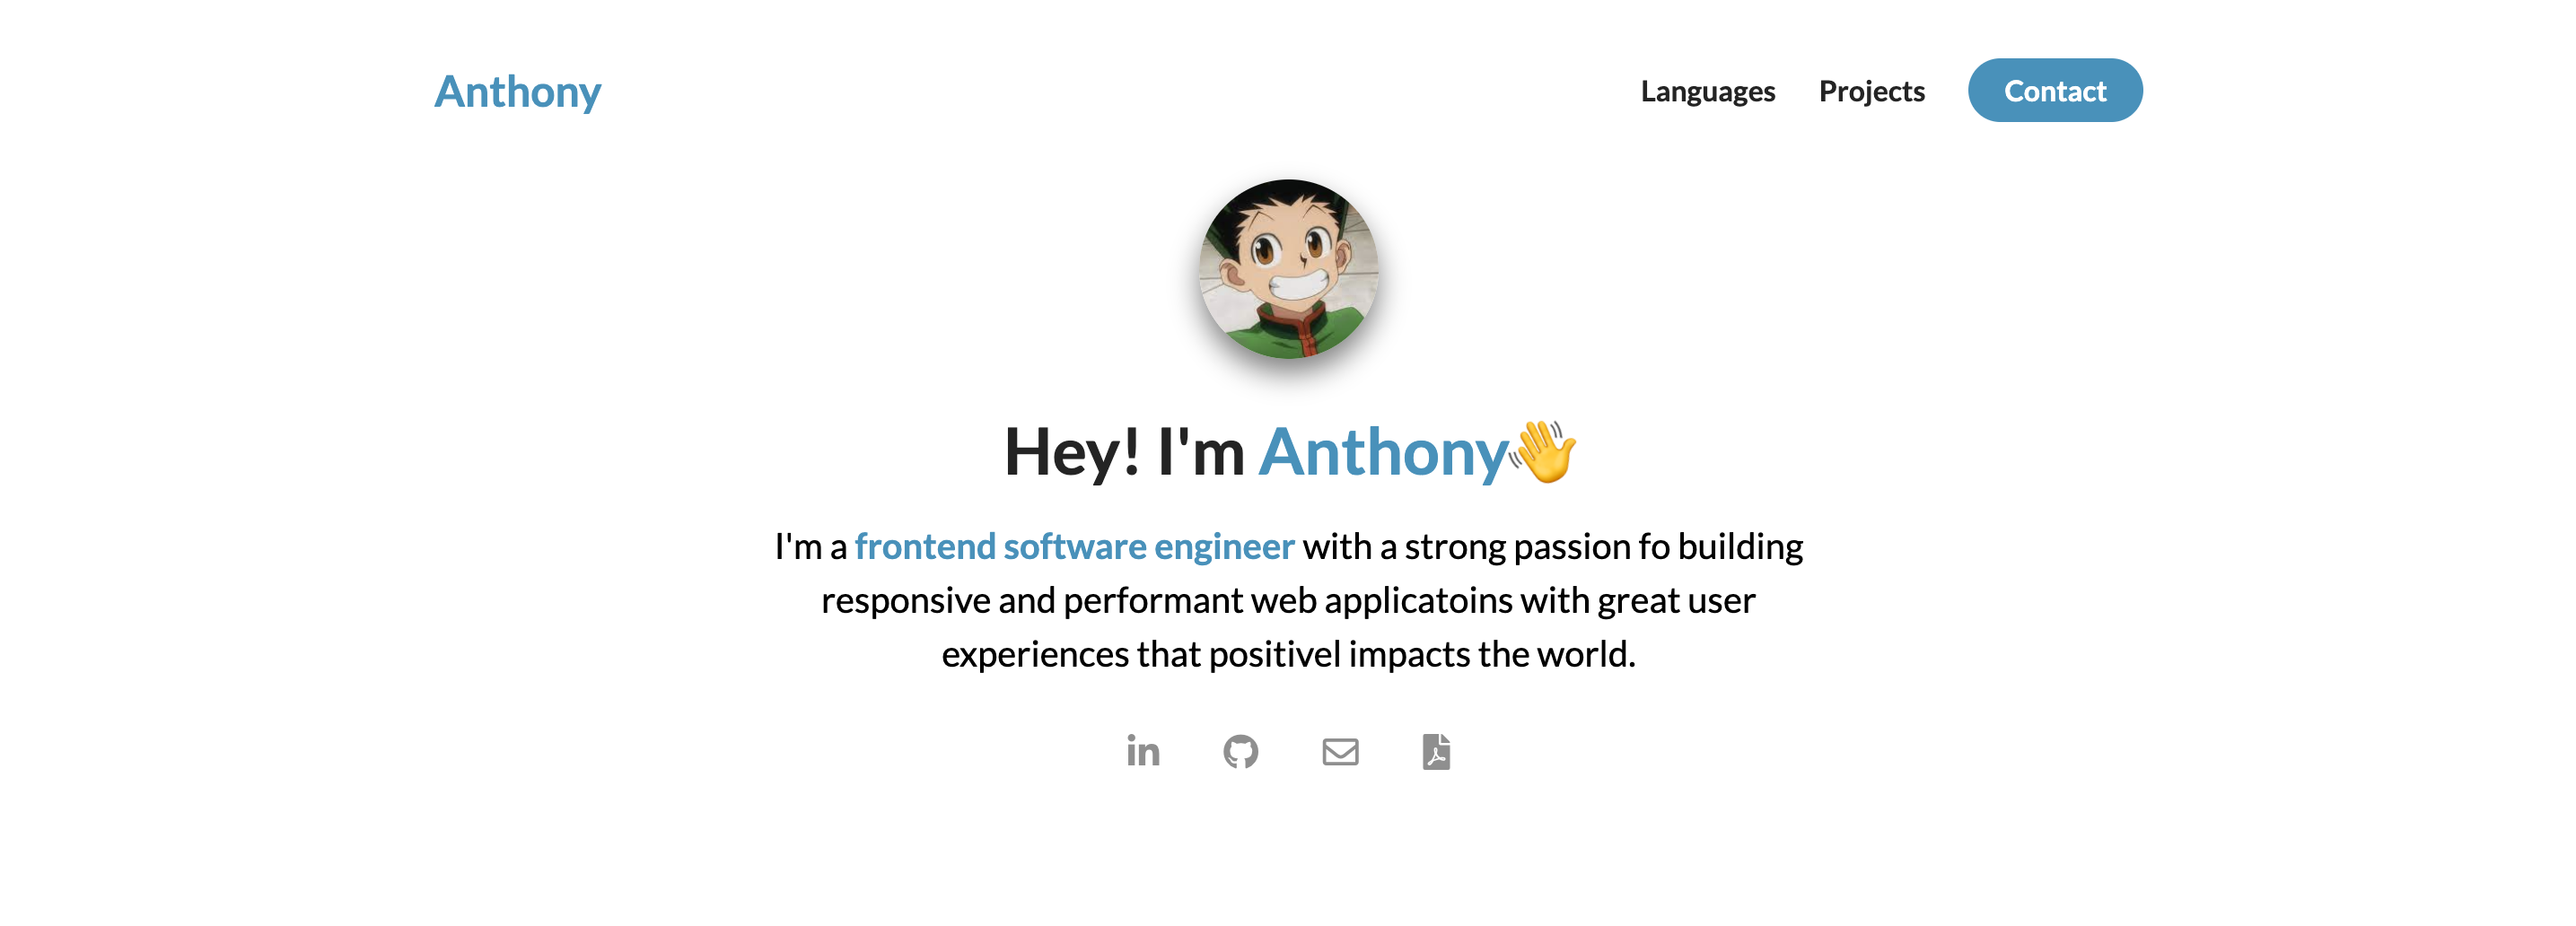 Anthony
Languages Projects Contact
Hey! I'm Anthony👋
I'm a frontend software engineer with a strong passion fo building
responsive and performant web applicatoins with great user
experiences that positivel impacts the world.
in